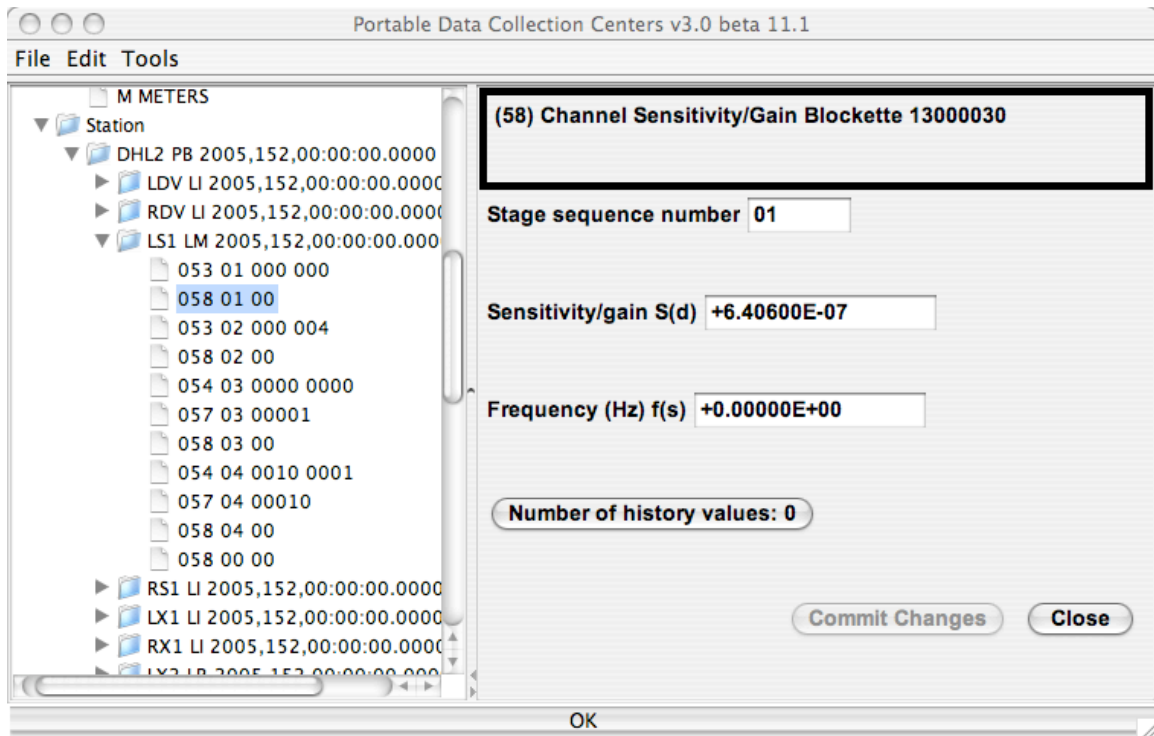 Portable Data Collection Centers v3.0 beta 11.1
File Edit Tools
M METERS
Station
DHL2 PB 2005,152,00:00:00.0000
LDV LI 2005,152,00:00:00.0000
RDV LI 2005,152,00:00:00.0000
LS1 LM 2005,152,00:00:00.000
053 01 000 000
058 01 00
053 02 000 004
058 02 00
054 03 0000 0000
057 03 00001
058 03 00
054 04 0010 0001
057 04 00010
058 04 00
058 00 00
RS1 LI 2005,152,00:00:00.0000
LX1 LI 2005,152,00:00:00.0000
RX1 LI 2005,152,00:00:00.0000
(58) Channel Sensitivity/Gain Blockette 13000030
Stage sequence number 01
Sensitivity/gain S(d) +6.40600E-07
Frequency (Hz) f(s) +0.00000E+00
Number of history values: 0
Commit Changes Close
OK